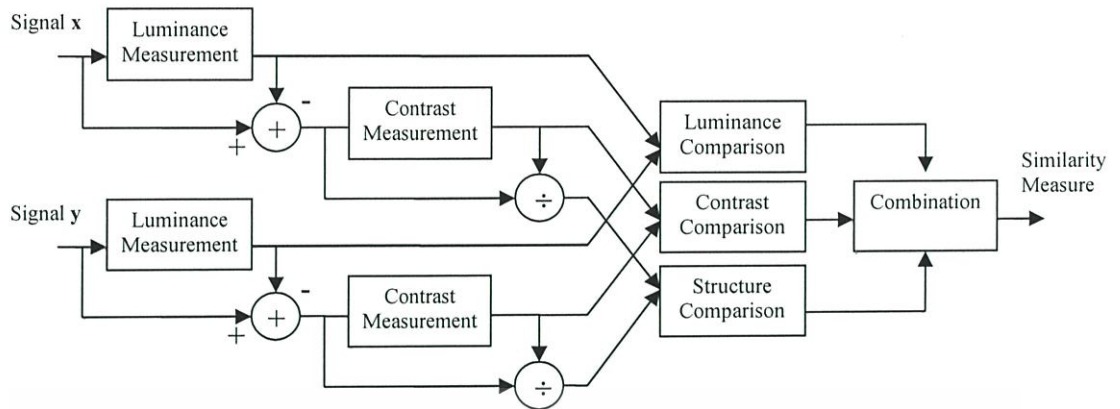 Signal x
Luminance
Measurement
-
+
+
Contrast
Measurement
÷
Signal y
Luminance
Measurement
-
+
+
Contrast
Measurement
÷
Luminance
Comparison
Contrast
Comparison
Structure
Comparison
Combination
Similarity
Measure